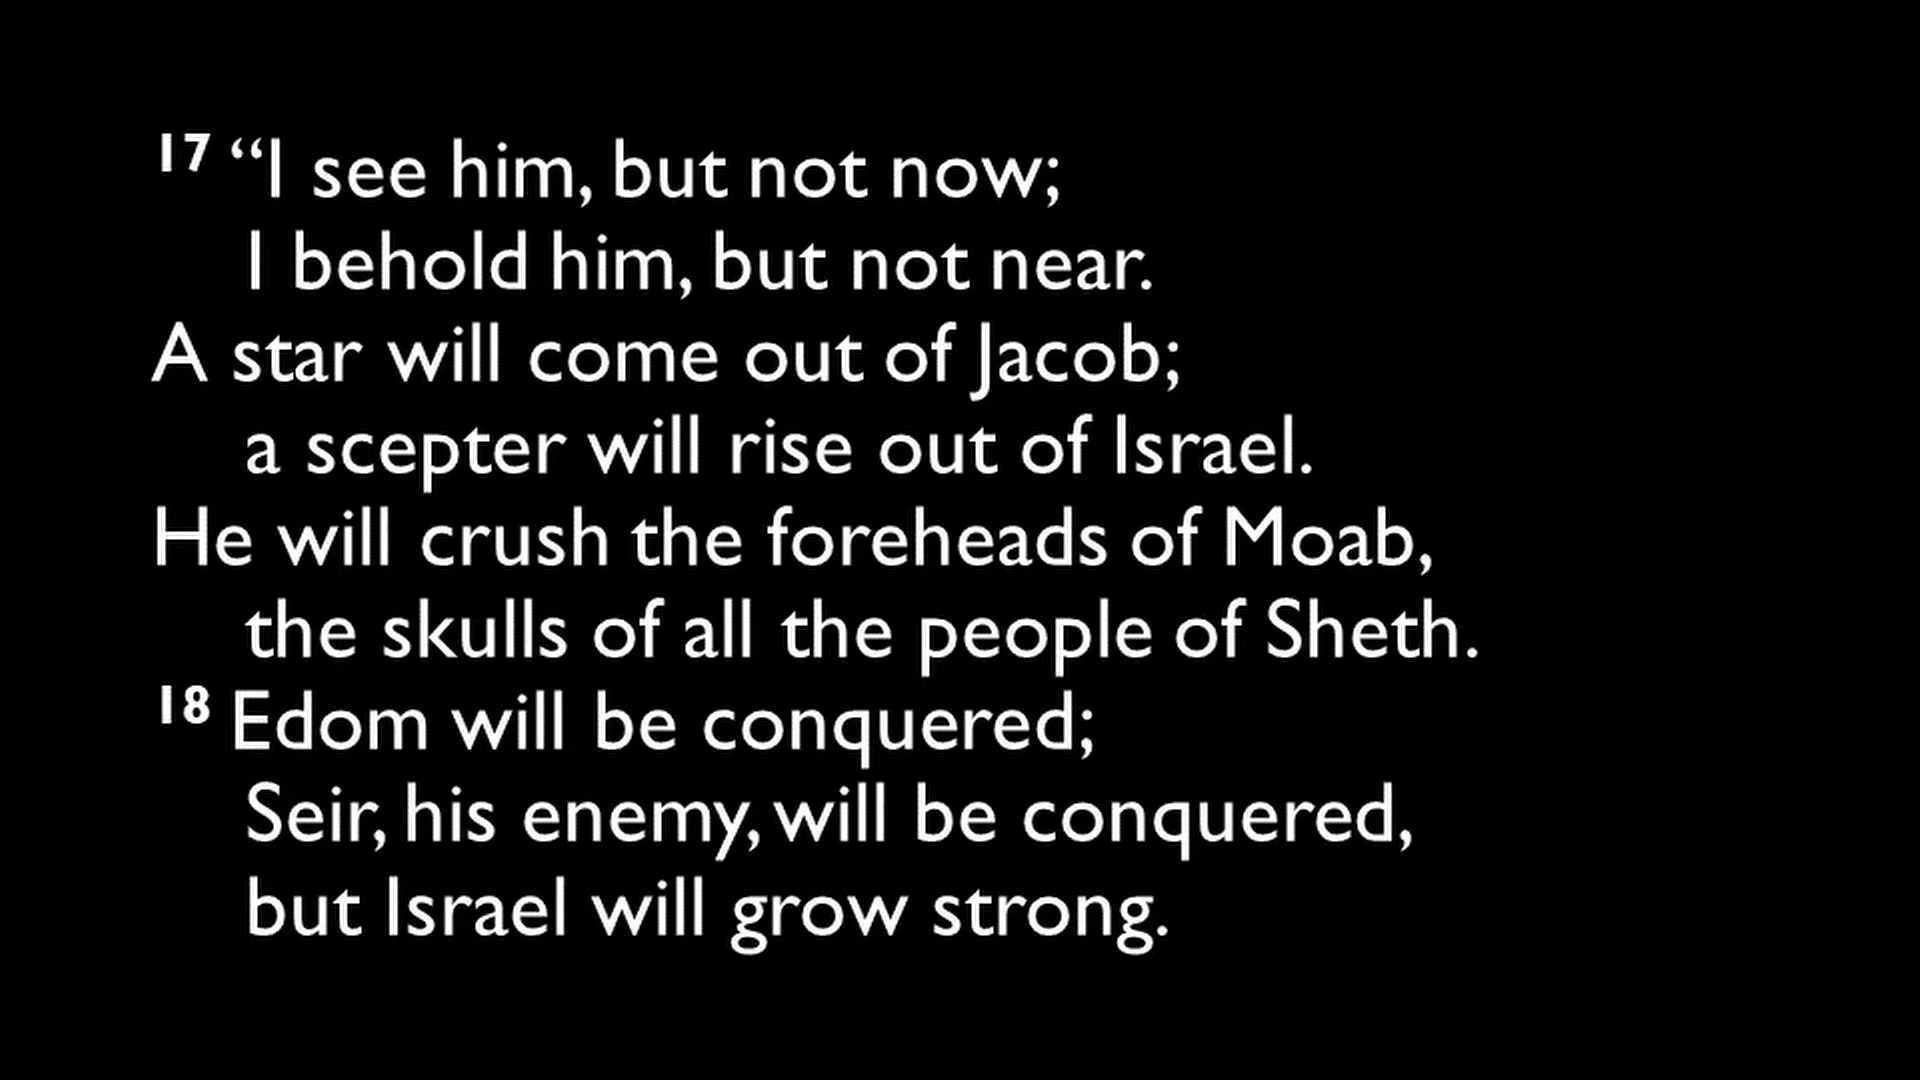 17 “I see him, but not now;
I behold him, but not near.
A star will come out of Jacob;
a scepter will rise out of Israel.
He will crush the foreheads of Moab,
the skulls of all the people of Sheth.
18 Edom will be conquered;
Seir, his enemy, will be conquered,
but Israel will grow strong.